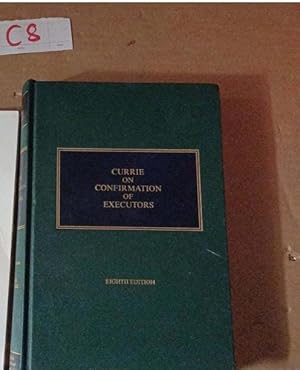 C8
CURRIE
ON
CONFIRMATION
OF
EXECUTORS
EIGHTH EDITION